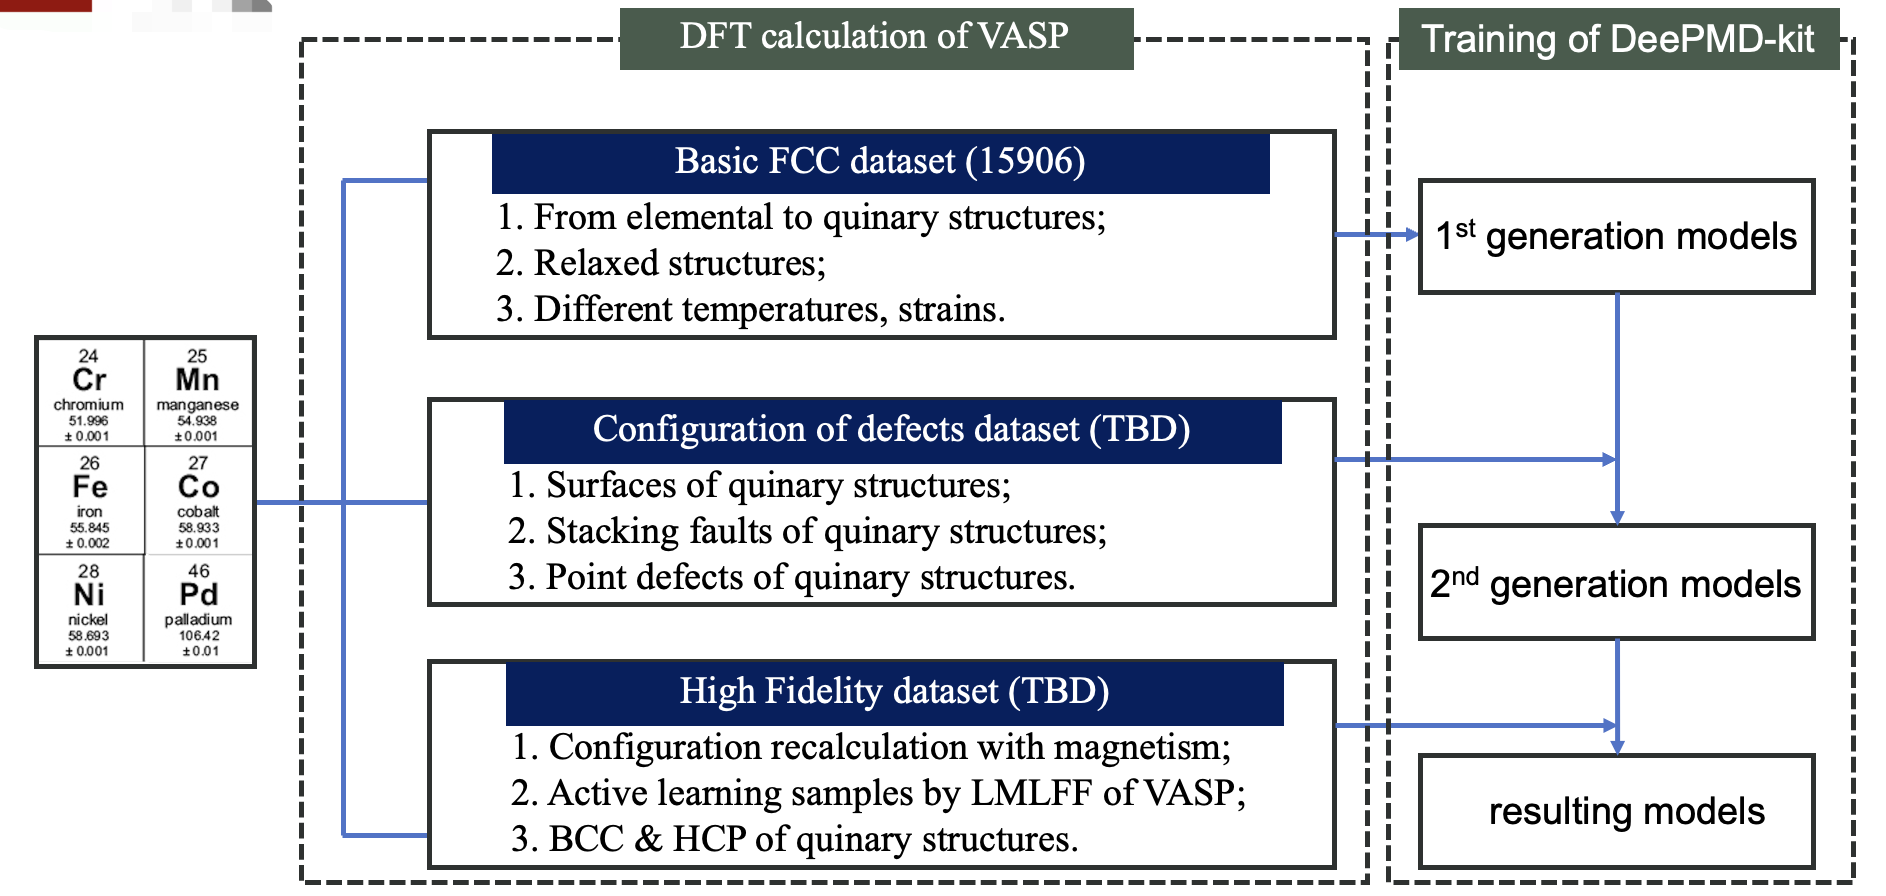 DFT calculation of VASP
Training of DeePMD-kit
Basic FCC dataset (15906)
1. From elemental to quinary structures;
2. Relaxed structures;
3. Different temperatures, strains.
1st generation models
24
Cr
chromium
51.996
± 0.001
25
Mn
manganese
54.938
±0.001
26
Fe
iron
55.845
± 0.002
27
Co
cobalt
58.933
±0.001
28
Ni
nickel
58.693
± 0.001
46
Pd
palladium
106.42
±0.01
Configuration of defects dataset (TBD)
1. Surfaces of quinary structures;
2. Stacking faults of quinary structures;
3. Point defects of quinary structures.
2nd generation models
High Fidelity dataset (TBD)
1. Configuration recalculation with magnetism;
2. Active learning samples by LMLFF of VASP;
3. BCC & HCP of quinary structures.
resulting models